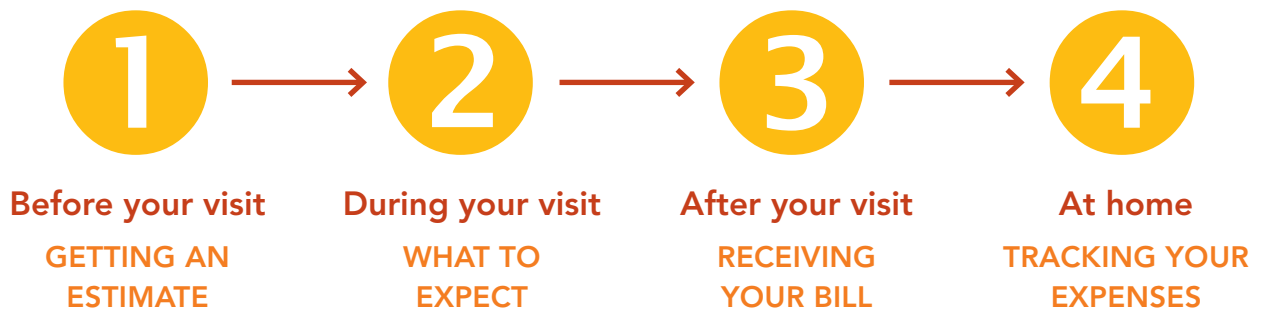 1
2
3
4
Before your visit
GETTING AN
ESTIMATE
During your visit
WHAT TO
EXPECT
After your visit
RECEIVING
YOUR BILL
At home
TRACKING YOUR
EXPENSES